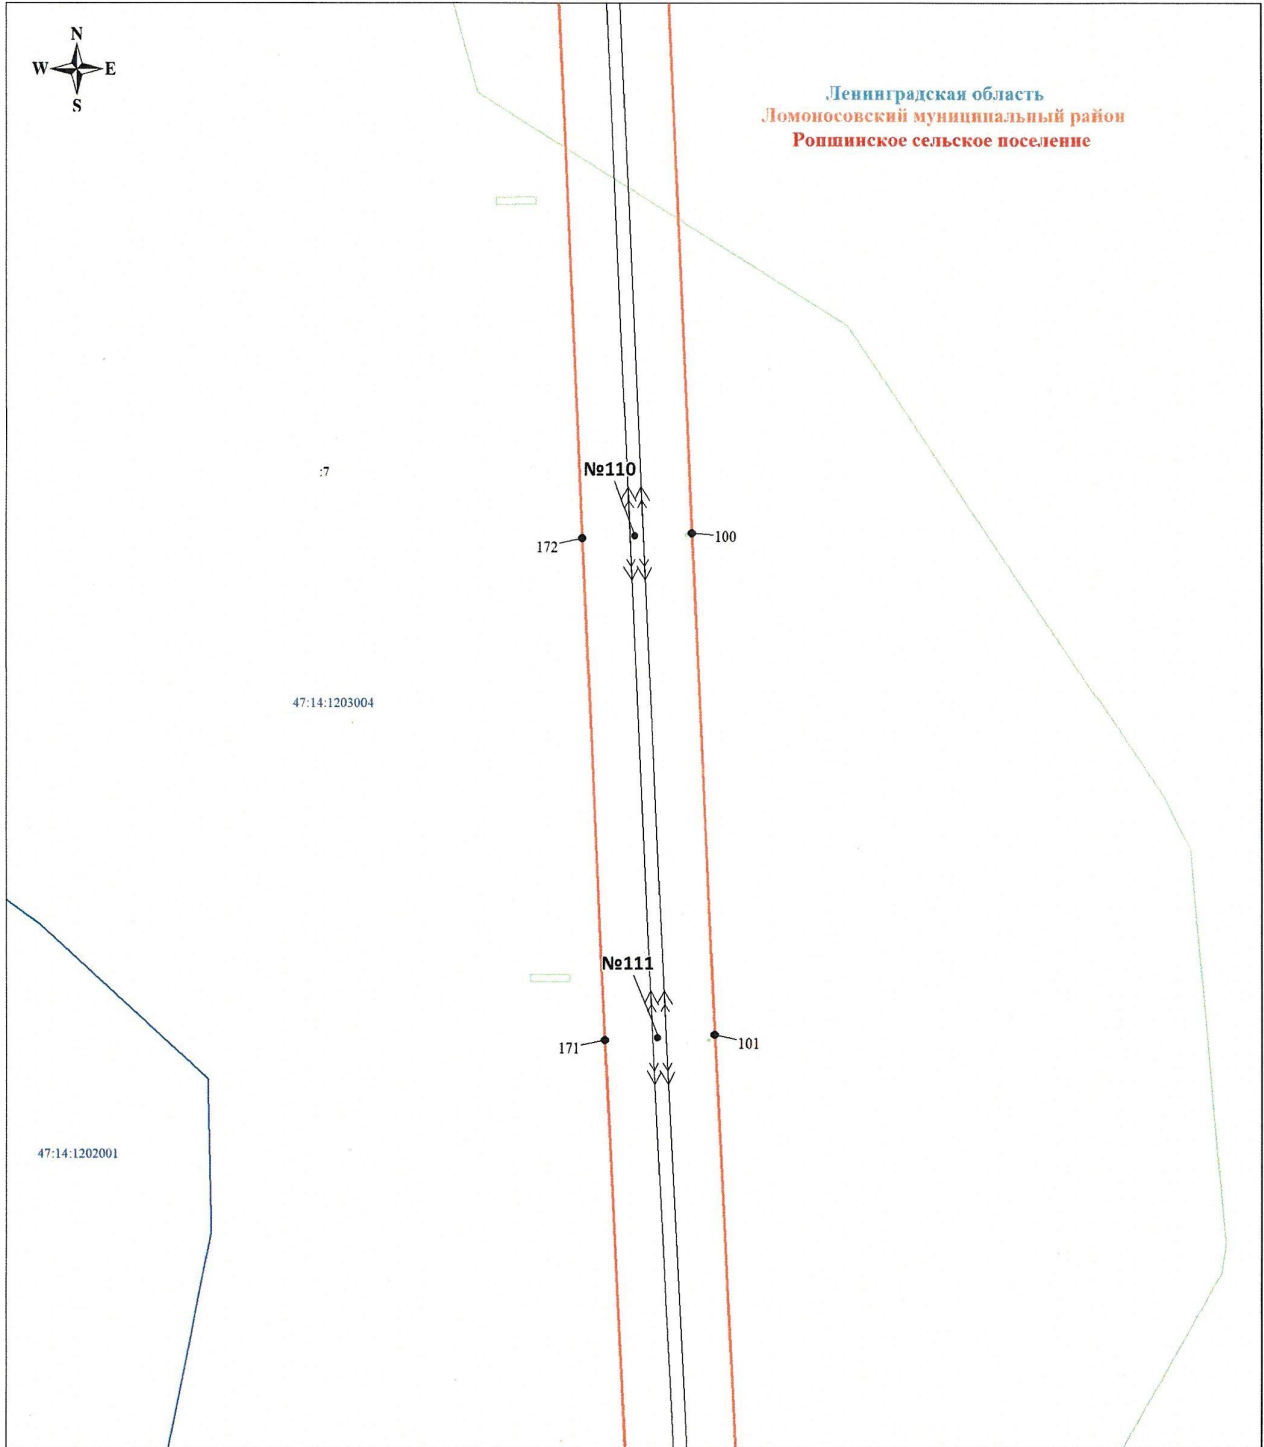 N
W E
S
Ленинградская область
Ломоносовский муниципальный район
Ропшинское сельское поселение
:7
№110
172
100
47:14:1203004
№111
171
101
47:14:1202001